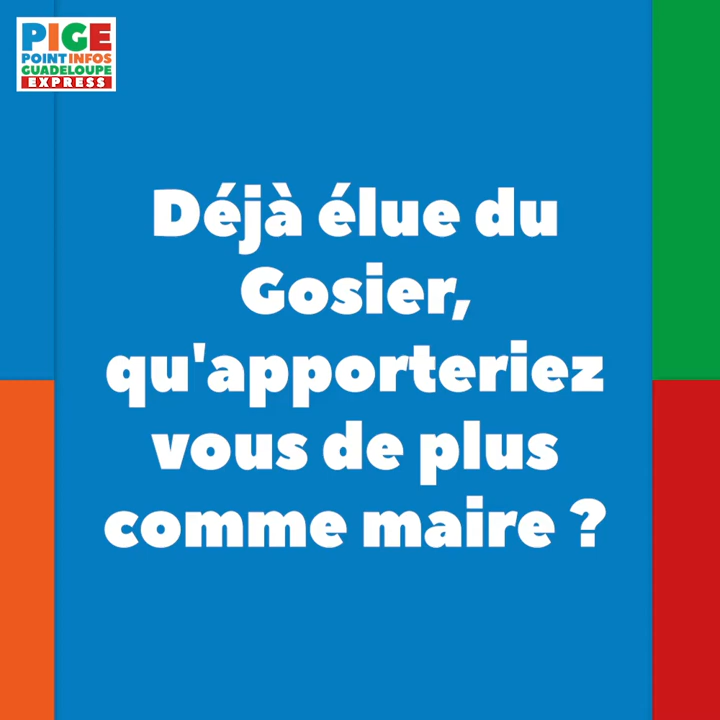 PIGE
POINT INFOS
GUADELOUPE
EXPRESS
Déjà élue du
Gosier,
qu'apporteriez
vous de plus
comme maire ?